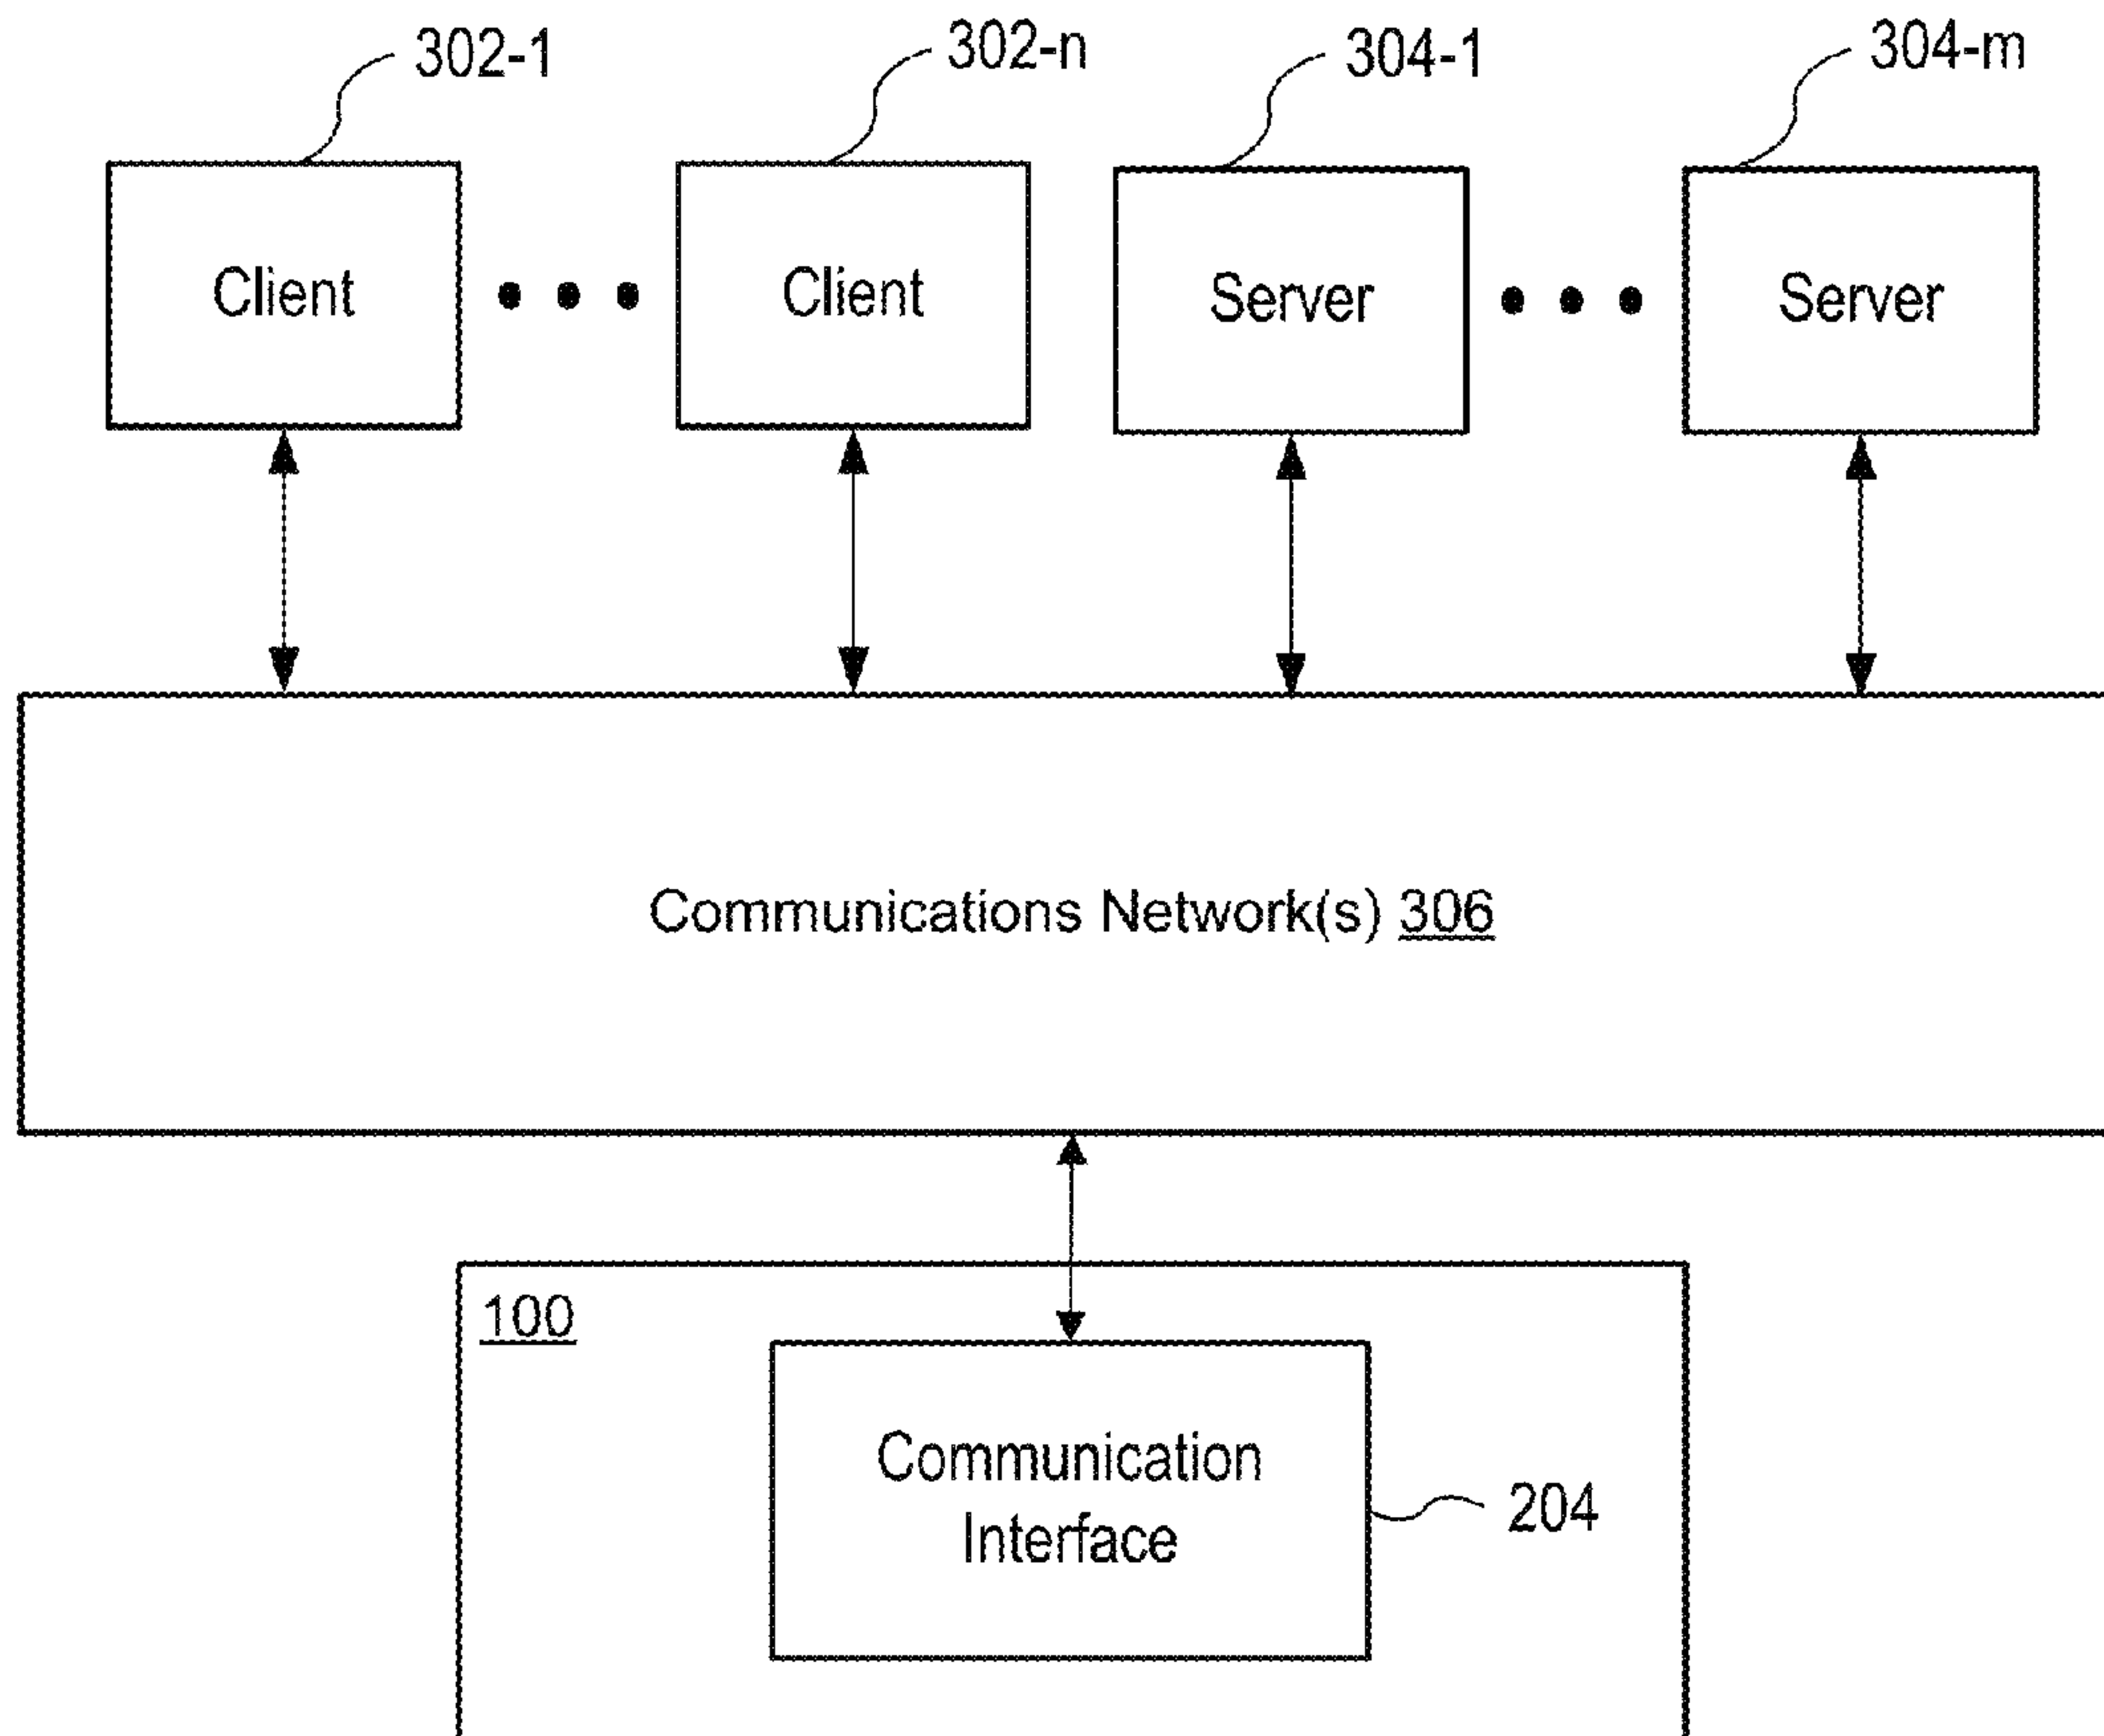 302-1
302-n
304-1
304-m
Client
Client
Server
Server
Communications Network(s) 306
100
Communication
Interface
204